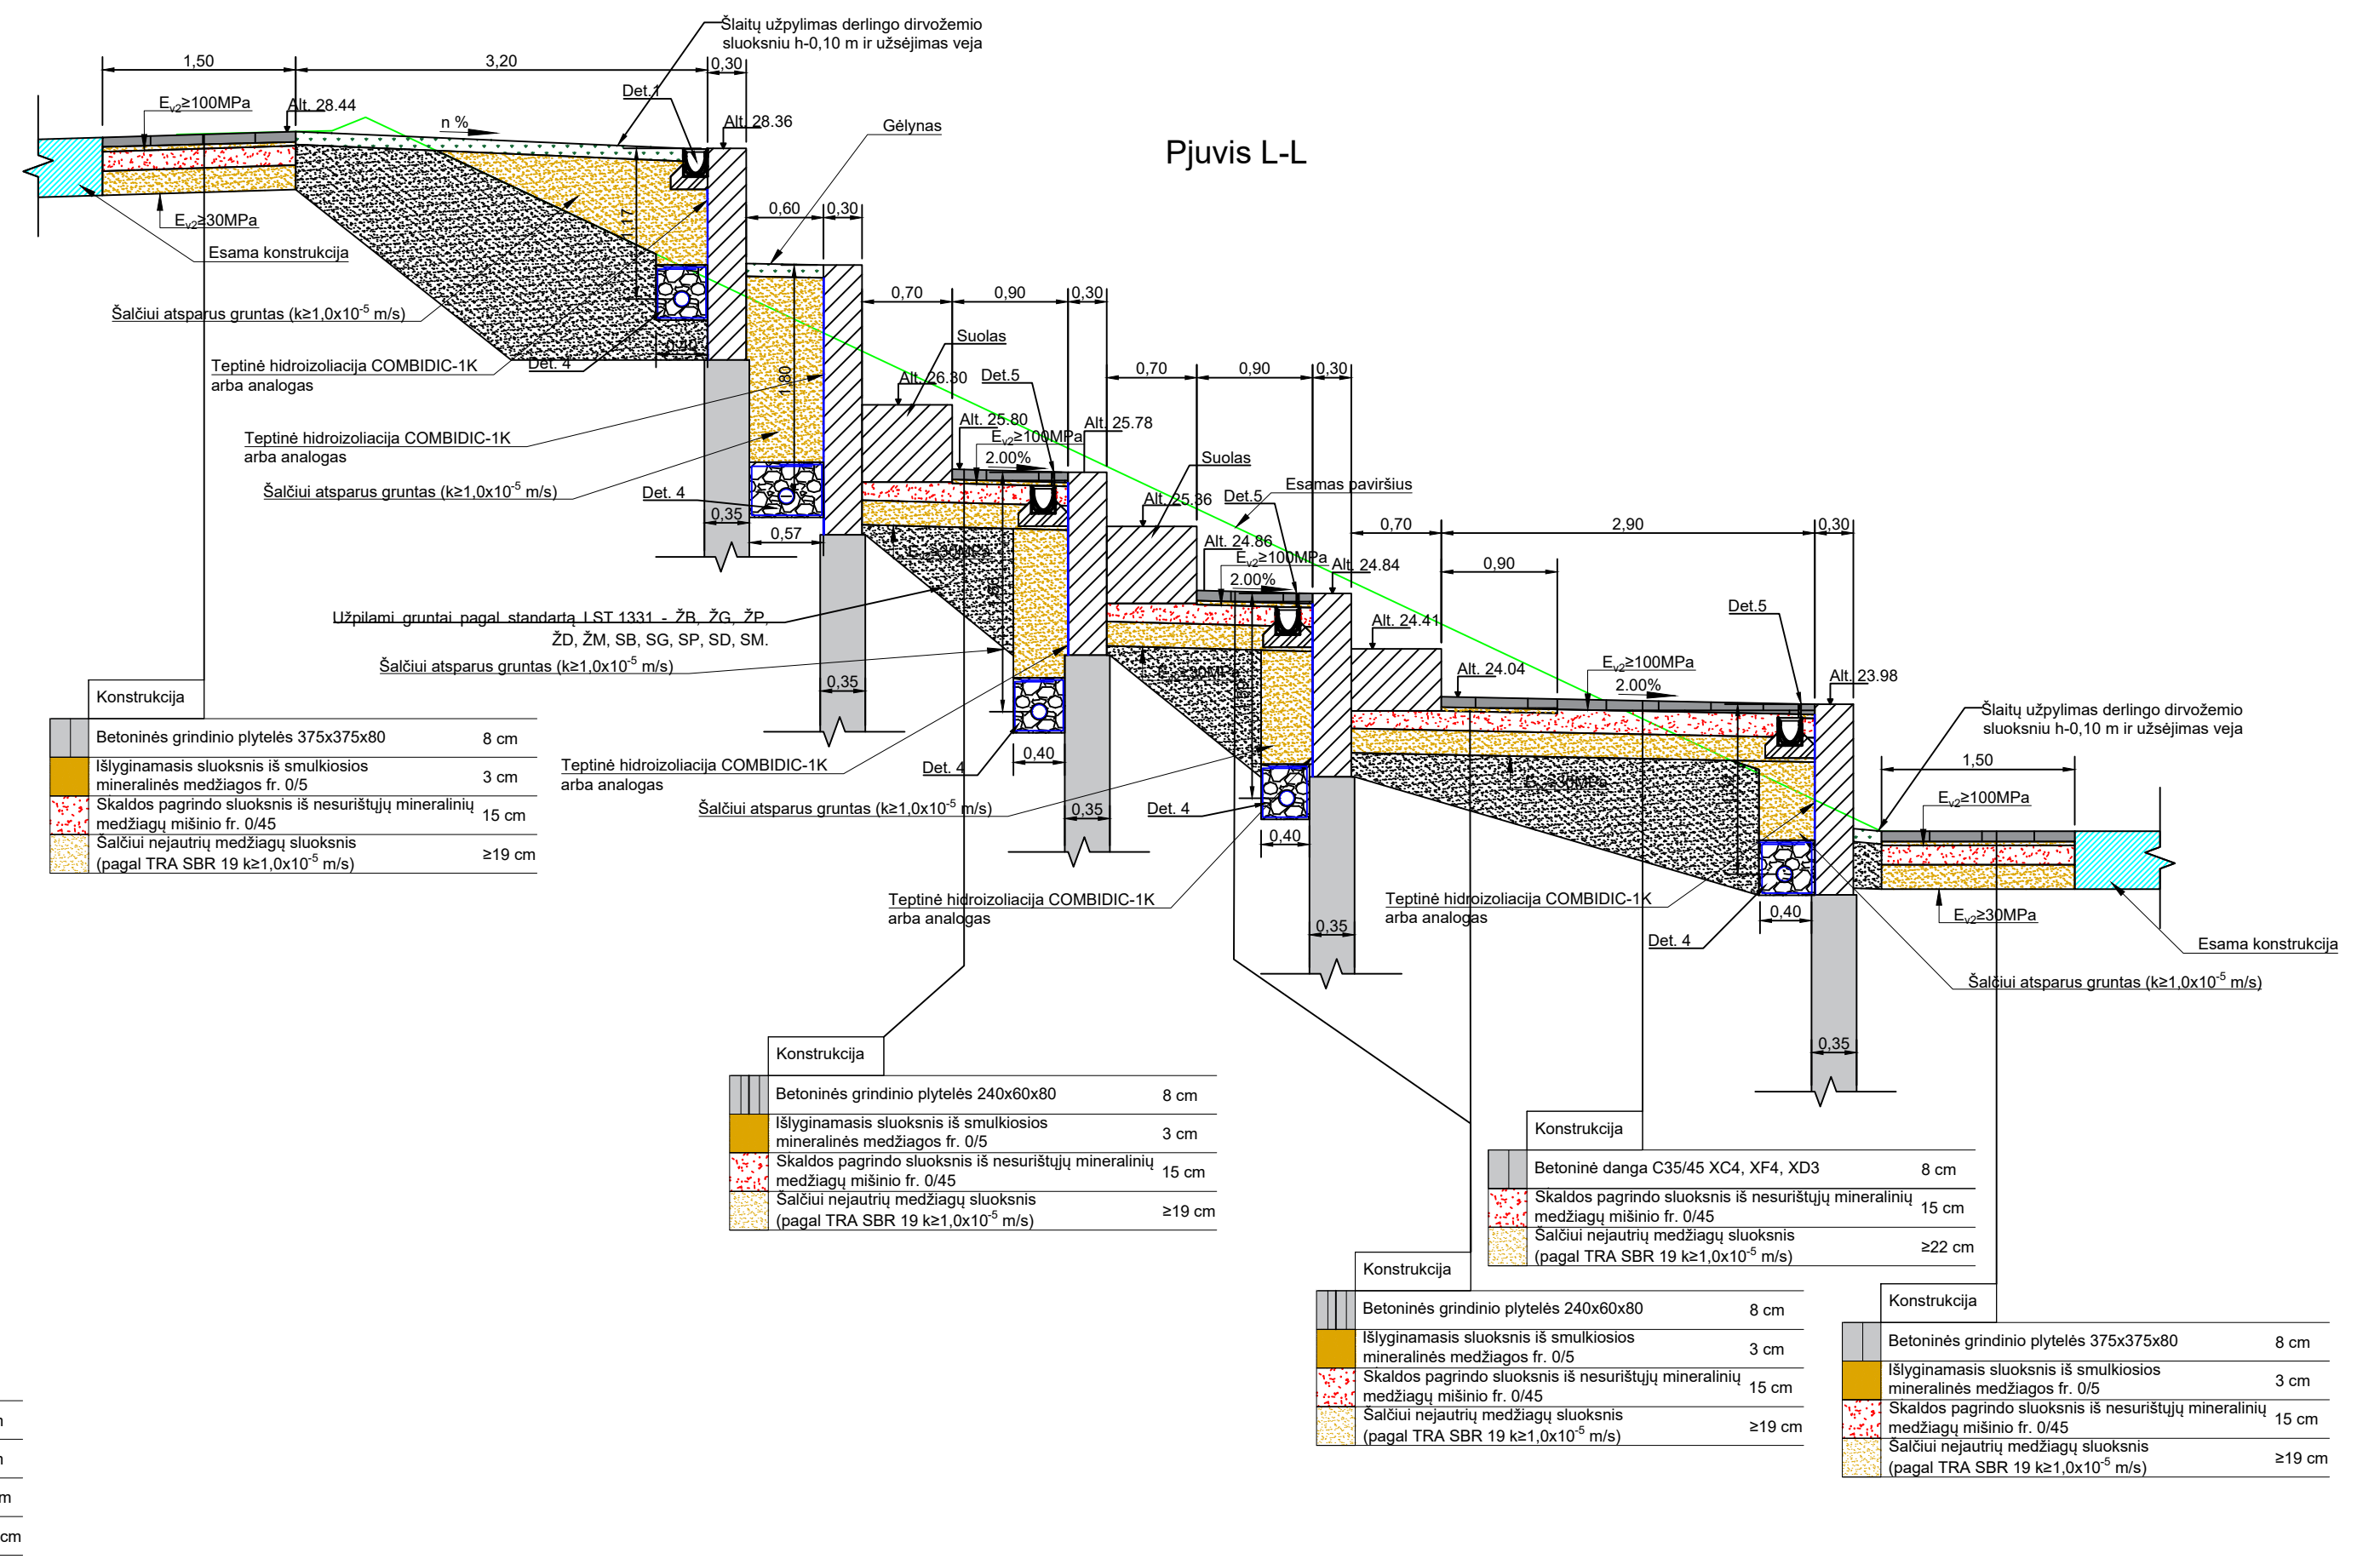 Šlaitų užpylimas derlingo dirvožemio
sluoksniu h-0,10 m ir užsėjimas veja
1,50
3,20
0,30
Det.1
E_v2≥100MPa
Alt. 28.44
n %
Alt. 28.36
Gėlynas
Pjuvis L-L
E_v2≥30MPa
Esama konstrukcija
0,60
0,30
0,70
0,90
0,30
Šalčiui atsparus gruntas (k≥1,0x10⁻⁵ m/s)
Suolas
Teptinė hidroizoliacija COMBIDIC-1K
arba analogas
Det. 4
0,40
1,80
Alt. 26.30
Det.5
0,70
0,90
0,30
Alt. 25.80
Alt. 25.78
E_v2≥100MPa
2.00%
Teptinė hidroizoliacija COMBIDIC-1K
arba analogas
Suolas
Šalčiui atsparus gruntas (k≥1,0x10⁻⁵ m/s)
Det. 4
Esamas paviršius
Alt. 25.36
Det.5
0,35
0,57
0,70
2,90
0,30
E_v2≥30MPa
Alt. 24.86
E_v2≥100MPa
Alt. 24.84
2.00%
0,90
Užpilami gruntai pagal standartą LST 1331 - ŽB, ŽG, ŽP,
ŽD, ŽM, SB, SG, SP, SD, SM.
Alt. 24.41
Det.5
Šalčiui atsparus gruntas (k≥1,0x10⁻⁵ m/s)
0,35
E_v2≥30MPa
Alt. 24.04
E_v2≥100MPa
2.00%
Alt. 23.98
Šlaitų užpylimas derlingo dirvožemio
sluoksniu h-0,10 m ir užsėjimas veja
Teptinė hidroizoliacija COMBIDIC-1K
arba analogas
Det. 4
0,40
1,50
E_v2≥30MPa
E_v2≥100MPa
Šalčiui atsparus gruntas (k≥1,0x10⁻⁵ m/s)
0,35
Det. 4
0,40
Teptinė hidroizoliacija COMBIDIC-1K
arba analogas
Teptinė hidroizoliacija COMBIDIC-1K
arba analogas
0,40
E_v2≥30MPa
0,35
Det. 4
Esama konstrukcija
Šalčiui atsparus gruntas (k≥1,0x10⁻⁵ m/s)
0,35
Konstrukcija
Betoninės grindinio plytelės 375x375x80 8 cm
Išlyginamasis sluoksnis iš smulkiosios
mineralinės medžiagos fr. 0/5 3 cm
Skaldos pagrindo sluoksnis iš nesurištųjų mineralinių
medžiagų mišinio fr. 0/45 15 cm
Šalčiui nejautrių medžiagų sluoksnis
(pagal TRA SBR 19 k≥1,0x10⁻⁵ m/s) ≥19 cm
Konstrukcija
Betoninės grindinio plytelės 240x60x80 8 cm
Išlyginamasis sluoksnis iš smulkiosios
mineralinės medžiagos fr. 0/5 3 cm
Skaldos pagrindo sluoksnis iš nesurištųjų mineralinių
medžiagų mišinio fr. 0/45 15 cm
Šalčiui nejautrių medžiagų sluoksnis
(pagal TRA SBR 19 k≥1,0x10⁻⁵ m/s) ≥19 cm
Konstrukcija
Betoninė danga C35/45 XC4, XF4, XD3 8 cm
Skaldos pagrindo sluoksnis iš nesurištųjų mineralinių
medžiagų mišinio fr. 0/45 15 cm
Šalčiui nejautrių medžiagų sluoksnis
(pagal TRA SBR 19 k≥1,0x10⁻⁵ m/s) ≥22 cm
Konstrukcija
Betoninės grindinio plytelės 240x60x80 8 cm
Išlyginamasis sluoksnis iš smulkiosios
mineralinės medžiagos fr. 0/5 3 cm
Skaldos pagrindo sluoksnis iš nesurištųjų mineralinių
medžiagų mišinio fr. 0/45 15 cm
Šalčiui nejautrių medžiagų sluoksnis
(pagal TRA SBR 19 k≥1,0x10⁻⁵ m/s) ≥19 cm
Konstrukcija
Betoninės grindinio plytelės 375x375x80 8 cm
Išlyginamasis sluoksnis iš smulkiosios
mineralinės medžiagos fr. 0/5 3 cm
Skaldos pagrindo sluoksnis iš nesurištųjų mineralinių
medžiagų mišinio fr. 0/45 15 cm
Šalčiui nejautrių medžiagų sluoksnis
(pagal TRA SBR 19 k≥1,0x10⁻⁵ m/s) ≥19 cm
cm